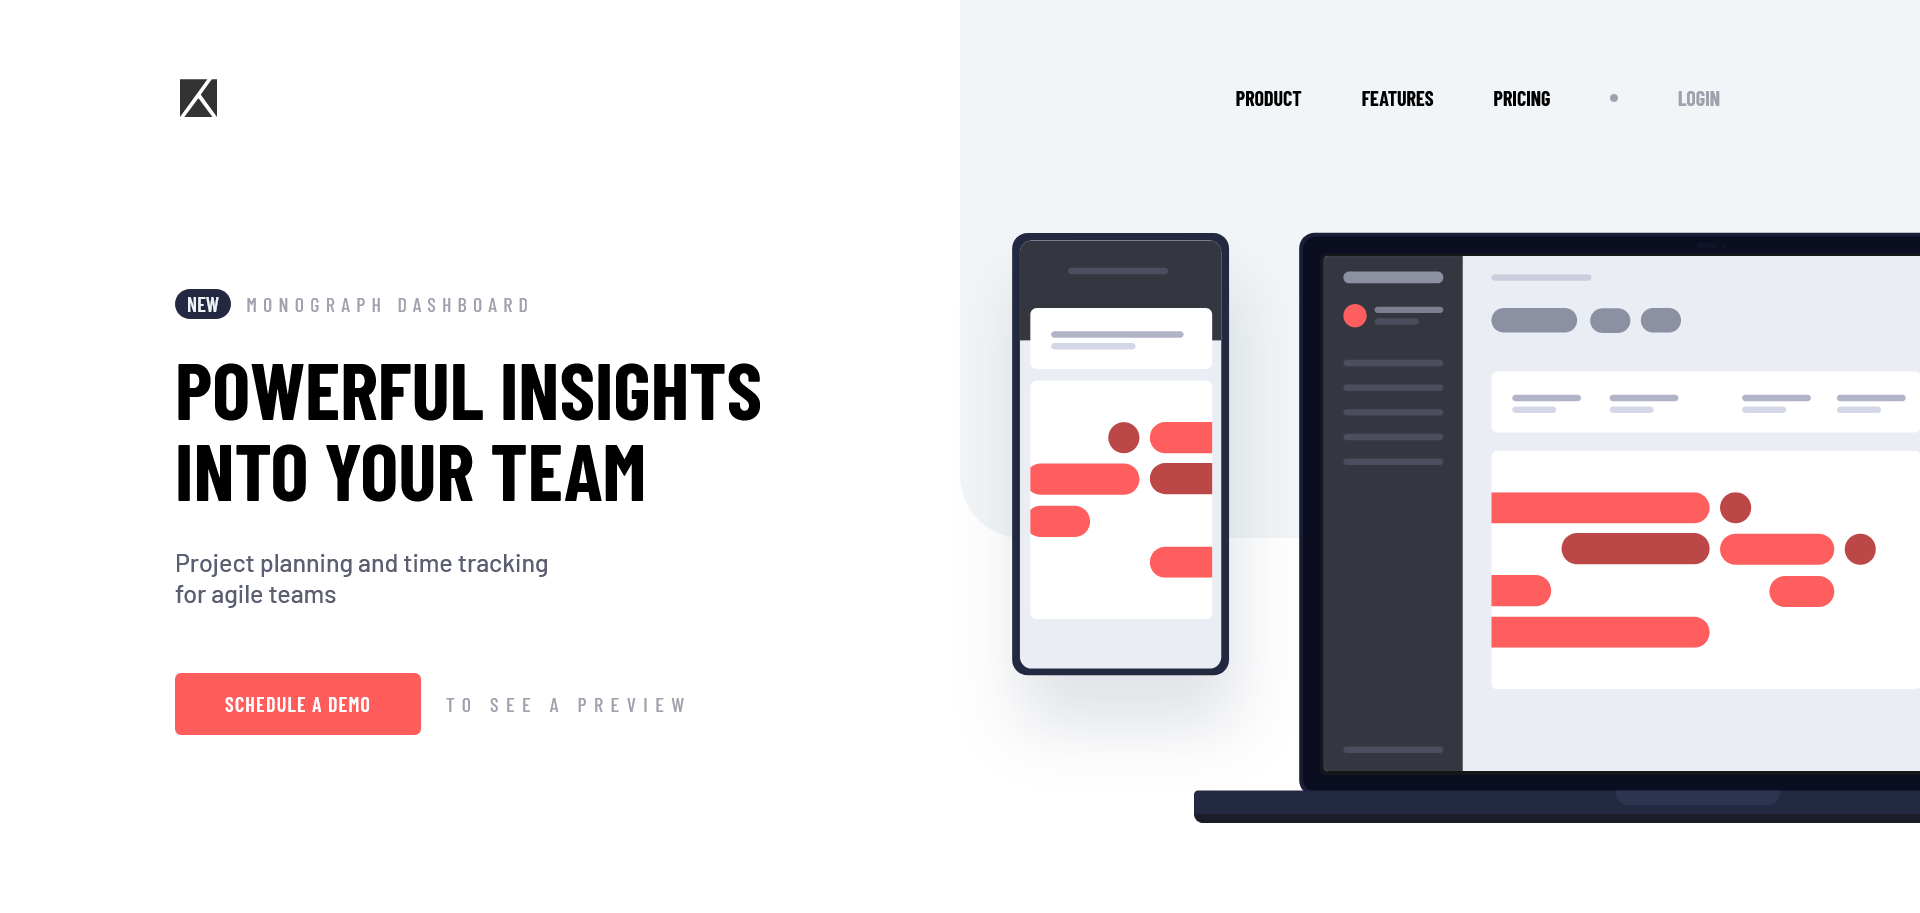 PRODUCT FEATURES PRICING LOGIN
NEW MONOGRAPH DASHBOARD
POWERFUL INSIGHTS
INTO YOUR TEAM
Project planning and time tracking
for agile teams
SCHEDULE A DEMO TO SEE A PREVIEW